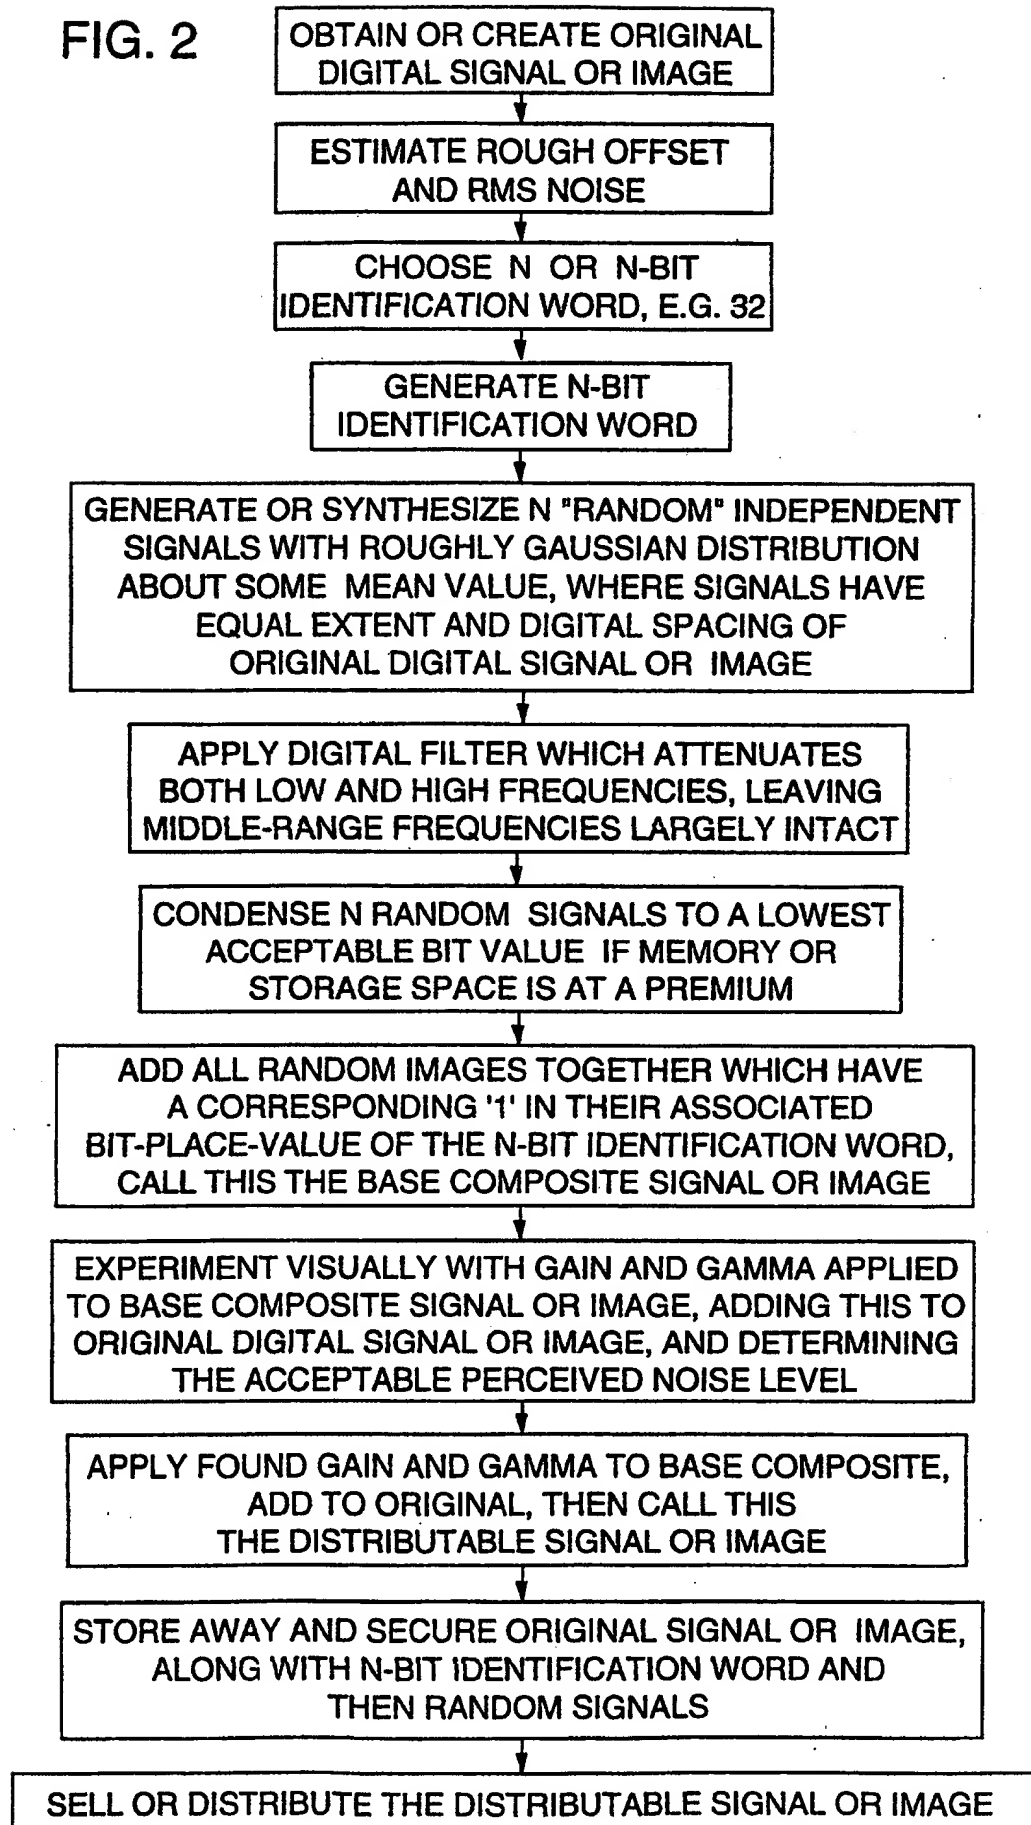 FIG. 2
OBTAIN OR CREATE ORIGINAL
DIGITAL SIGNAL OR IMAGE
ESTIMATE ROUGH OFFSET
AND RMS NOISE
CHOOSE N OR N-BIT
IDENTIFICATION WORD, E.G. 32
GENERATE N-BIT
IDENTIFICATION WORD
GENERATE OR SYNTHESIZE N "RANDOM" INDEPENDENT
SIGNALS WITH ROUGHLY GAUSSIAN DISTRIBUTION
ABOUT SOME MEAN VALUE, WHERE SIGNALS HAVE
EQUAL EXTENT AND DIGITAL SPACING OF
ORIGINAL DIGITAL SIGNAL OR IMAGE
APPLY DIGITAL FILTER WHICH ATTENUATES
BOTH LOW AND HIGH FREQUENCIES, LEAVING
MIDDLE-RANGE FREQUENCIES LARGELY INTACT
CONDENSE N RANDOM SIGNALS TO A LOWEST
ACCEPTABLE BIT VALUE IF MEMORY OR
STORAGE SPACE IS AT A PREMIUM
ADD ALL RANDOM IMAGES TOGETHER WHICH HAVE
A CORRESPONDING '1' IN THEIR ASSOCIATED
BIT-PLACE-VALUE OF THE N-BIT IDENTIFICATION WORD,
CALL THIS THE BASE COMPOSITE SIGNAL OR IMAGE
EXPERIMENT VISUALLY WITH GAIN AND GAMMA APPLIED
TO BASE COMPOSITE SIGNAL OR IMAGE, ADDING THIS TO
ORIGINAL DIGITAL SIGNAL OR IMAGE, AND DETERMINING
THE ACCEPTABLE PERCEIVED NOISE LEVEL
APPLY FOUND GAIN AND GAMMA TO BASE COMPOSITE,
ADD TO ORIGINAL, THEN CALL THIS
THE DISTRIBUTABLE SIGNAL OR IMAGE
STORE AWAY AND SECURE ORIGINAL SIGNAL OR IMAGE,
ALONG WITH N-BIT IDENTIFICATION WORD AND
THEN RANDOM SIGNALS
SELL OR DISTRIBUTE THE DISTRIBUTABLE SIGNAL OR IMAGE